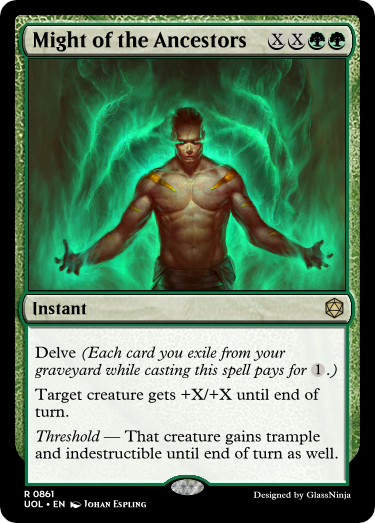 Might of the Ancestors XX
Instant
Delve (Each card you exile from your
graveyard while casting this spell pays for 1.)
Target creature gets +X/+X until end of
turn.
Threshold — That creature gains trample
and indestructible until end of turn as well.
R 0861
UOL • EN Johan Espling
Designed by GlassNinja